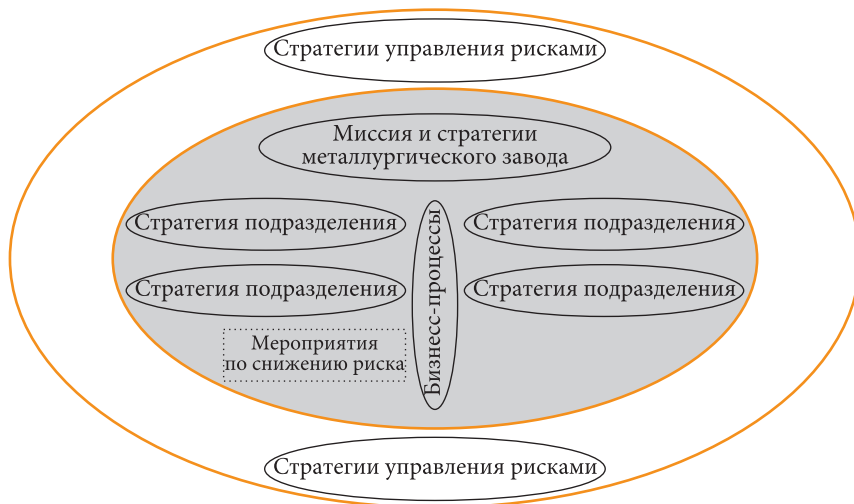 Стратегии управления рисками
Миссия и стратегии
металлургического завода
Стратегия подразделения
Стратегия подразделения
Стратегия подразделения
Стратегия подразделения
Бизнесс-процессы
Мероприятия
по снижению риска
Стратегии управления рисками